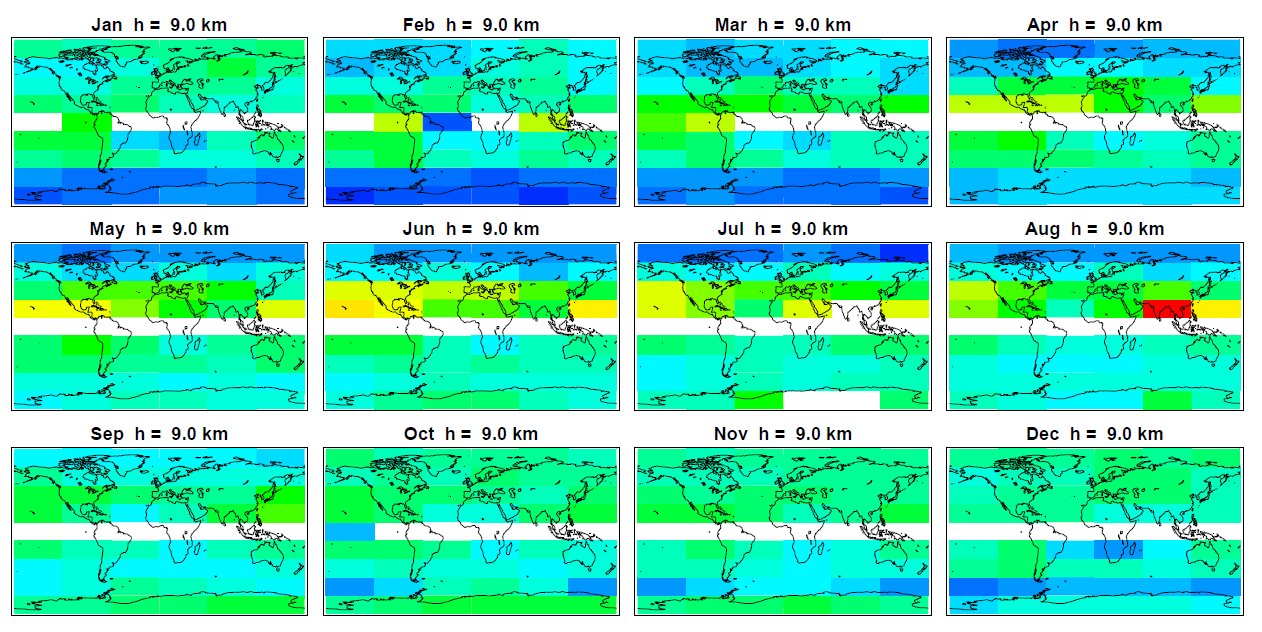 Jan h = 9.0 km
Feb h = 9.0 km
Mar h = 9.0 km
Apr h = 9.0 km
May h = 9.0 km
Jun h = 9.0 km
Jul h = 9.0 km
Aug h = 9.0 km
Sep h = 9.0 km
Oct h = 9.0 km
Nov h = 9.0 km
Dec h = 9.0 km